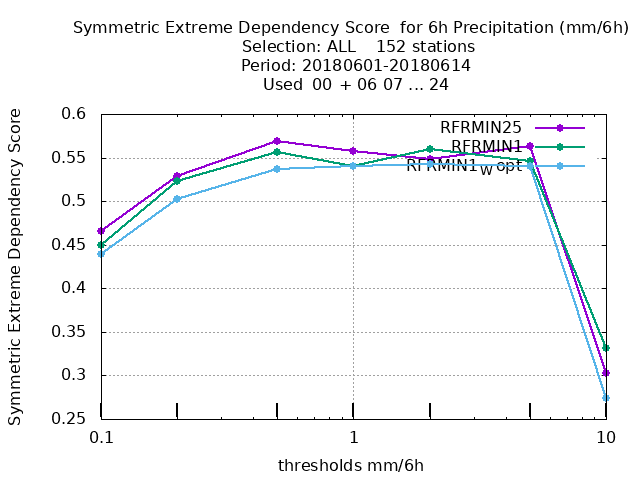 Symmetric Extreme Dependency Score  for 6h Precipitation (mm/6h)
Selection: ALL    152 stations
Period: 20180601-20180614
Used  00 + 06 07 ... 24
Symmetric Extreme Dependency Score
0.6
0.55
0.5
0.45
0.4
0.35
0.3
0.25
RFRMIN25
RFRMIN1
RFRMIN1wopt
0.1
1
10
thresholds mm/6h